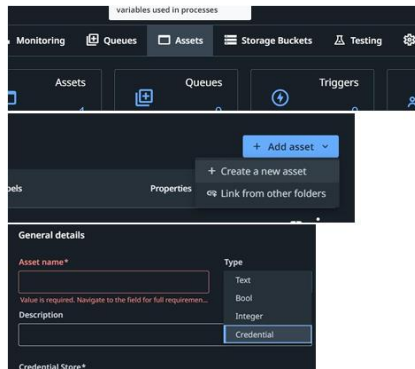 variables used in processes
Monitoring Queues Assets Storage Buckets Testing
Assets Queues Triggers
+ Add asset
+ Create a new asset
Properties
Link from other folders
General details
Asset name* Type
Text
Value is required. Navigate to the field for full requiremen...
Bool
Description
Integer
Credential
Credential Store*